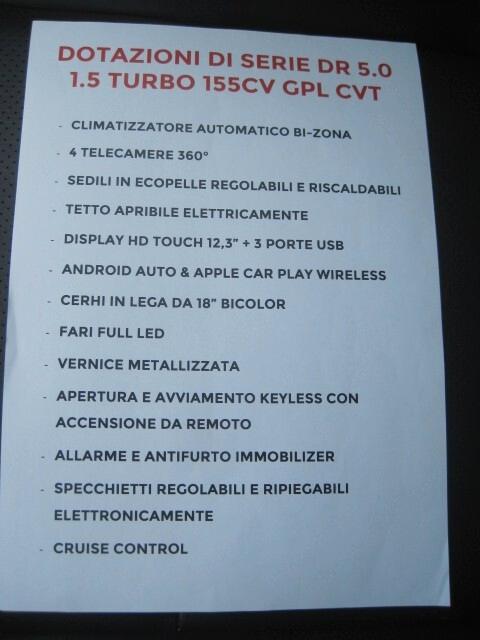 DOTAZIONI DI SERIE DR 5.0
1.5 TURBO 155CV GPL CVT
- CLIMATIZZATORE AUTOMATICO BI-ZONA
- 4 TELECAMERE 360°
- SEDILI IN ECOPELLE REGOLABILI E RISCALDABILI
- TETTO APRIBILE ELETTRICAMENTE
- DISPLAY HD TOUCH 12,3" + 3 PORTE USB
- ANDROID AUTO & APPLE CAR PLAY WIRELESS
- CERHI IN LEGA DA 18" BICOLOR
- FARI FULL LED
- VERNICE METALLIZZATA
- APERTURA E AVVIAMENTO KEYLESS CON
ACCENSIONE DA REMOTO
- ALLARME E ANTIFURTO IMMOBILIZER
- SPECCHIETTI REGOLABILI E RIPIEGABILI
ELETTRONICAMENTE
- CRUISE CONTROL